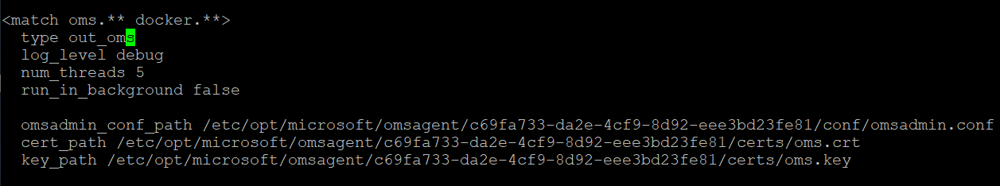 <match oms.** docker.**>
type out_oms
log_level debug
num_threads 5
run_in_background false
omsadmin_conf_path /etc/opt/microsoft/omsagent/c69fa733-da2e-4cf9-8d92-eee3bd23fe81/conf/omsadmin.conf
cert_path /etc/opt/microsoft/omsagent/c69fa733-da2e-4cf9-8d92-eee3bd23fe81/certs/oms.crt
key_path /etc/opt/microsoft/omsagent/c69fa733-da2e-4cf9-8d92-eee3bd23fe81/certs/oms.key